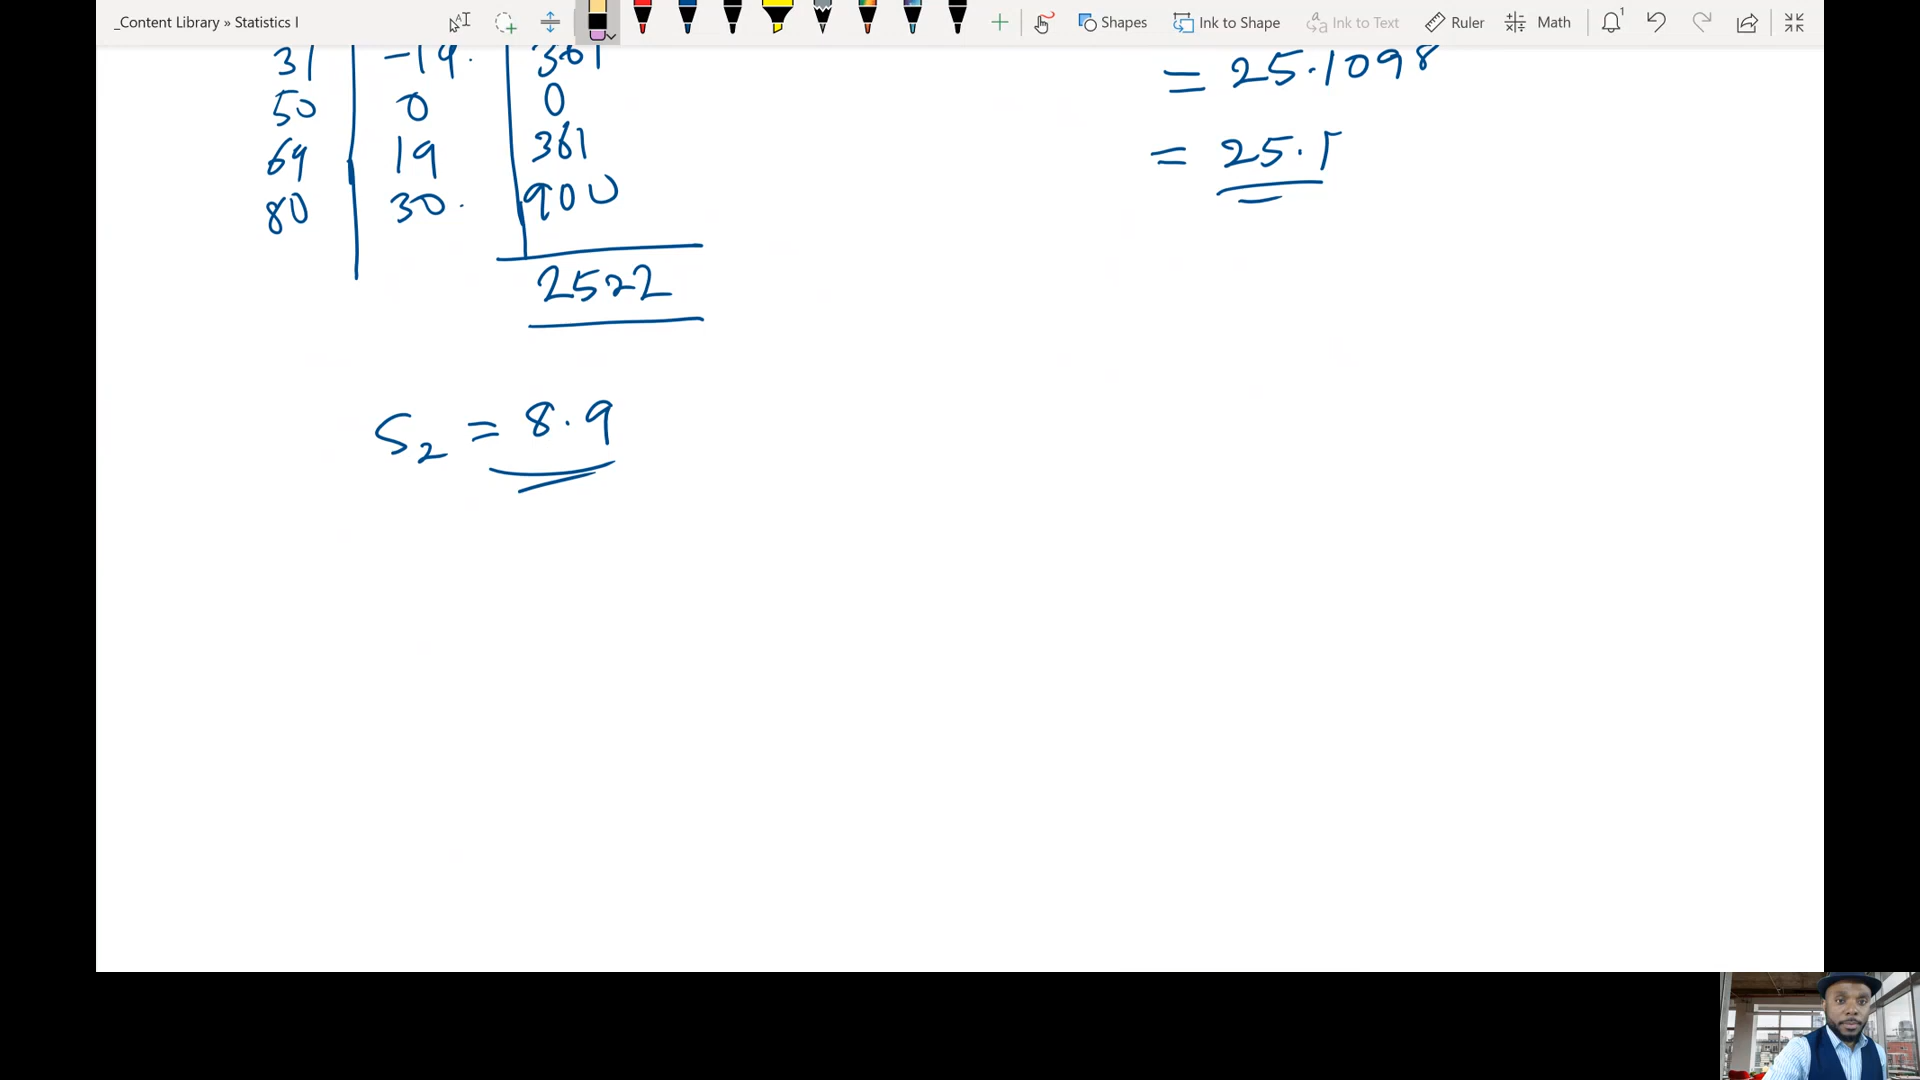 _Content Library » Statistics I
Shapes
Ink to Shape
Ink to Text
Ruler
Math
1
31 -19. 361
50 0 0
69 19 361
80 30. 900
2522
S₂ = 8.9
= 25.1098
= 25.1